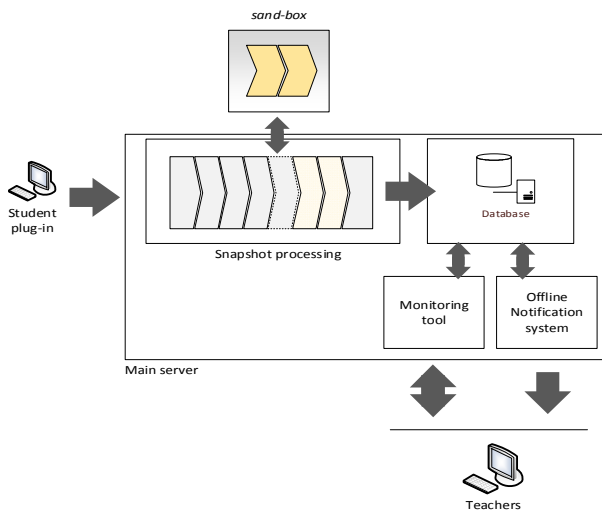 sand-box
Student
plug-in
Snapshot processing
Database
Monitoring
tool
Offline
Notification
system
Main server
Teachers